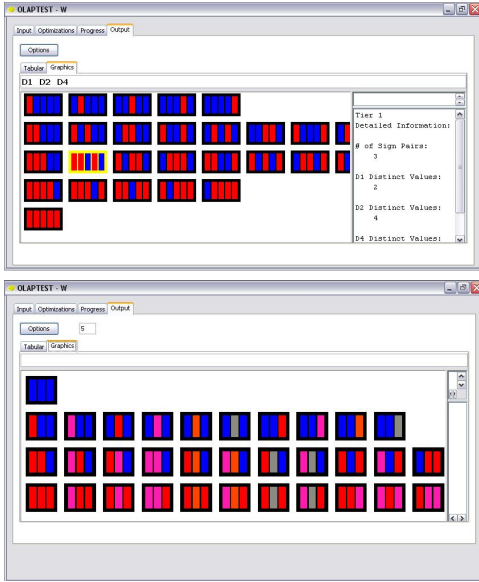 OLAPTEST - W
Input Optimizations Progress Output
Options
Tabular Graphics
D1 D2 D4
Tier 1
Detailed Information:
# of Sign Pairs:
3
D1 Distinct Values:
2
D2 Distinct Values:
4
D4 Distinct Values:
OLAPTEST - W
Input Optimizations Progress Output
Options 5
Tabular Graphics